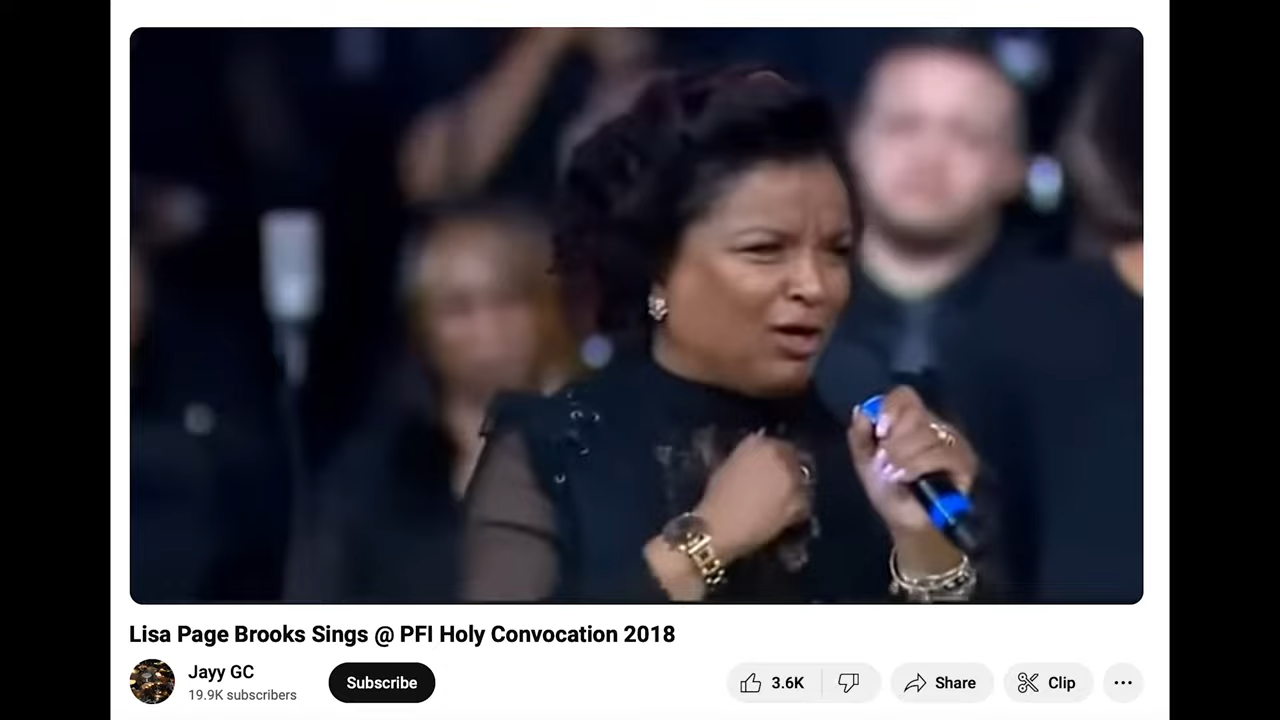 Lisa Page Brooks Sings @ PFI Holy Convocation 2018
Jayy GC
19.9K subscribers
Subscribe
3.6K
Share
Clip